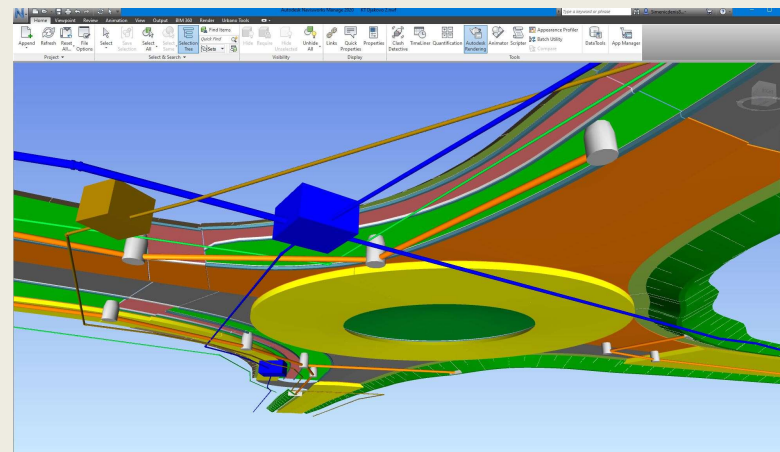 Autodesk Navisworks Manage 2015
Type a keyword or phrase
Home Viewpoint Review Animation View Output BIM 360 Render
Append Refresh Reset All... File Options Select Save Selection Select All Select Same Selection Tree Find Items Quick Find Sets Hide Require Hide Unselected Unhide All Links Quick Properties Properties Clash Detective TimeLiner Quantification Autodesk Rendering Animator Scripter Appearance Profiler Batch Utility Compare DataTools App Manager
Project Select & Search Visibility Display Tools